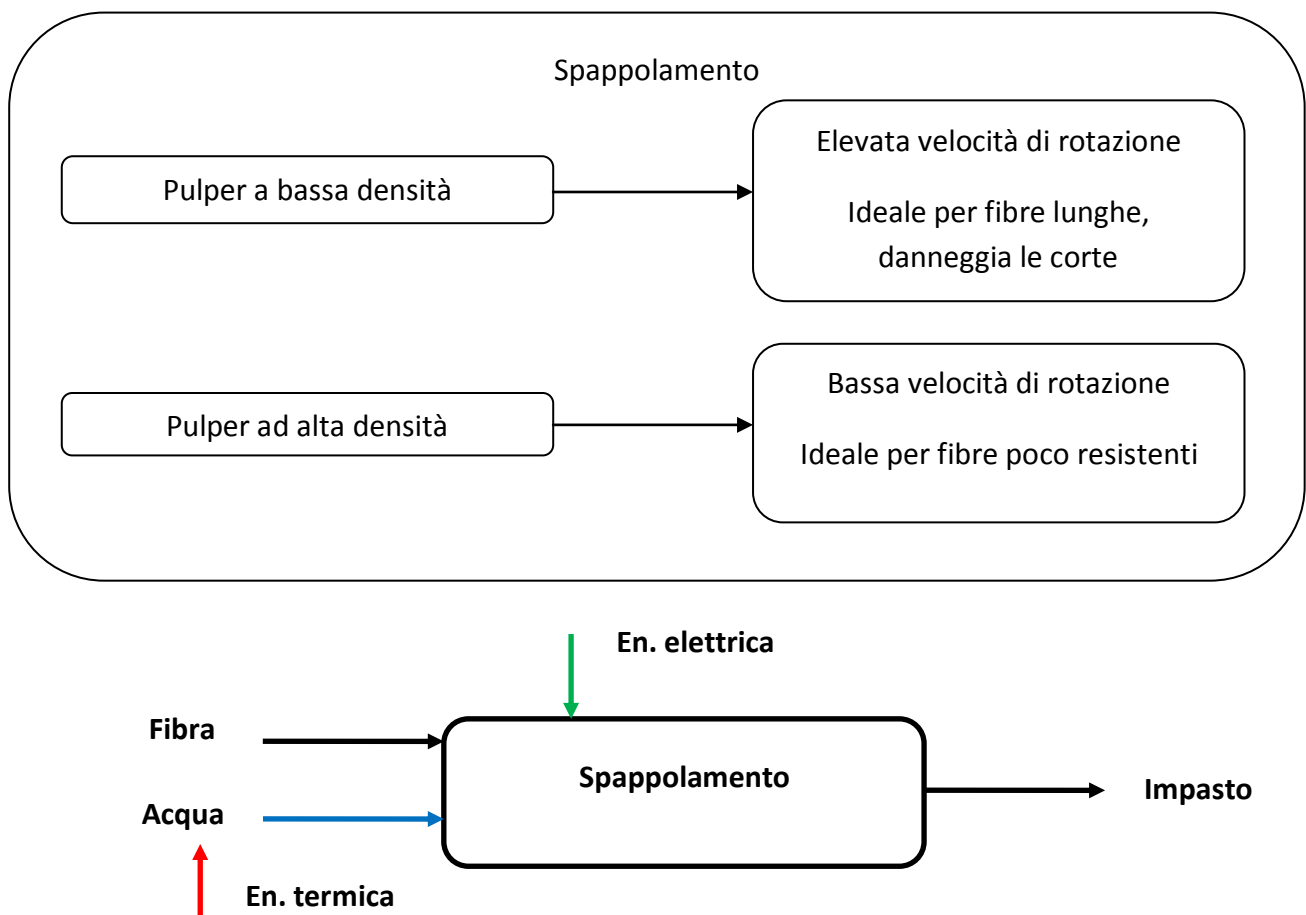 Spappolamento
Pulper a bassa densità
Elevata velocità di rotazione
Ideale per fibre lunghe,
danneggia le corte
Pulper ad alta densità
Bassa velocità di rotazione
Ideale per fibre poco resistenti
En. elettrica
Fibra
Acqua
Spappolamento
Impasto
En. termica